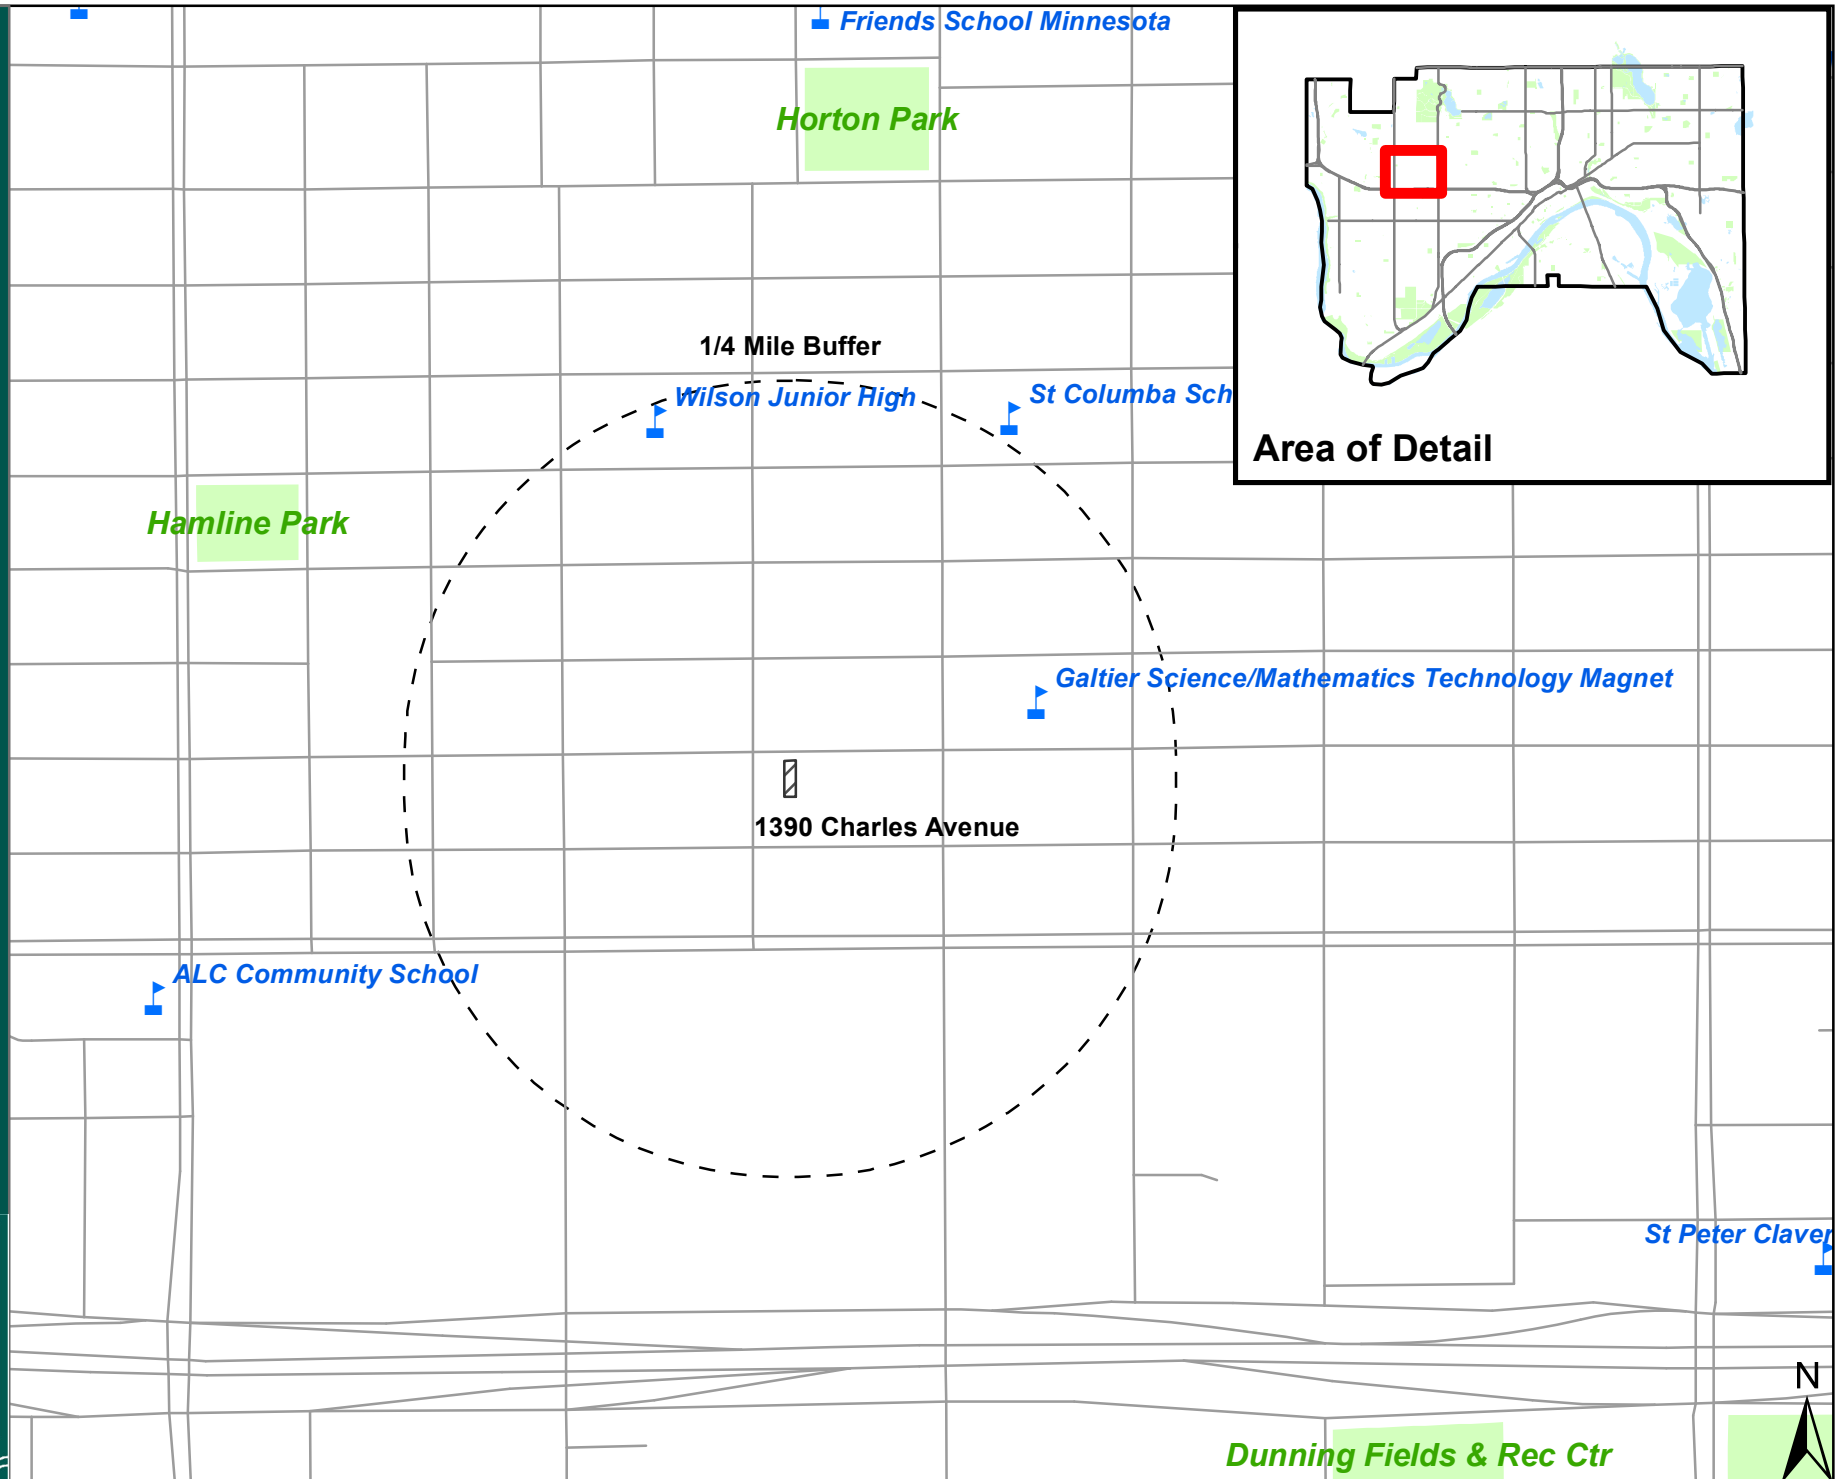 Friends School Minnesota
Horton Park
1/4 Mile Buffer
Wilson Junior High
St Columba Sch
Area of Detail
Hamline Park
Galtier Science/Mathematics Technology Magnet
1390 Charles Avenue
ALC Community School
St Peter Claver
N
Dunning Fields & Rec Ctr